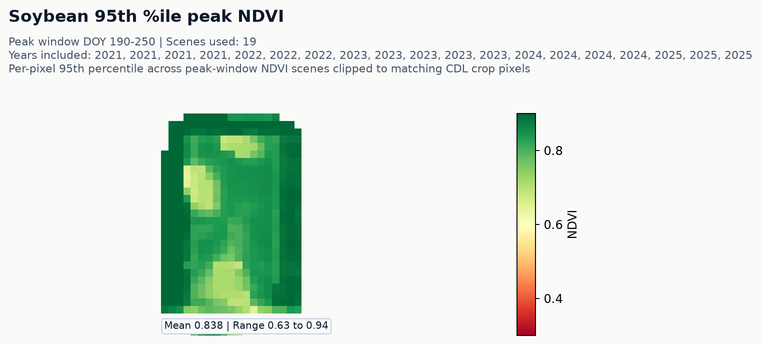 Soybean 95th %ile peak NDVI
Peak window DOY 190-250 | Scenes used: 19
Years included: 2021, 2021, 2021, 2021, 2022, 2022, 2022, 2023, 2023, 2023, 2023, 2023, 2024, 2024, 2024, 2024, 2025, 2025, 2025
Per-pixel 95th percentile across peak-window NDVI scenes clipped to matching CDL crop pixels
0.8
0.6
0.4
NDVI
Mean 0.838 | Range 0.63 to 0.94